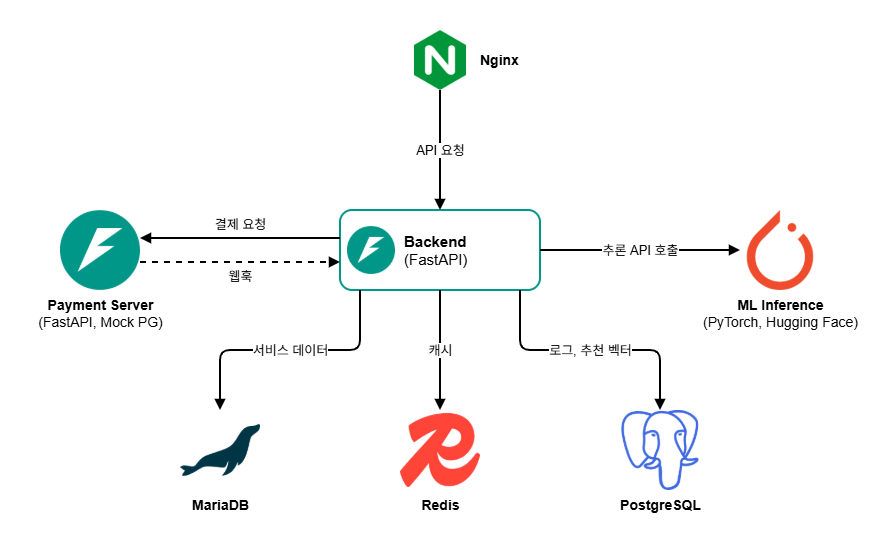 Nginx
API 요청
결제 요청
Backend
(FastAPI)
추론 API 호출
웹훅
Payment Server
(FastAPI, Mock PG)
ML Inference
(PyTorch, Hugging Face)
서비스 데이터
캐시
로그, 추천 벡터
MariaDB
Redis
PostgreSQL